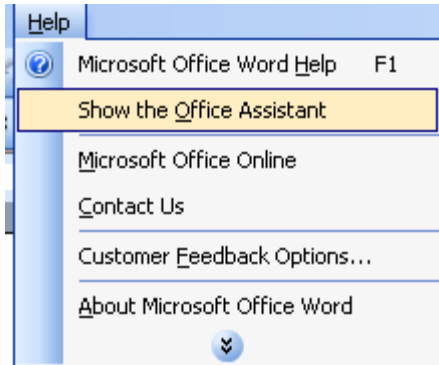 Help
Microsoft Office Word Help F1
Show the Office Assistant
Microsoft Office Online
Contact Us
Customer Feedback Options...
About Microsoft Office Word